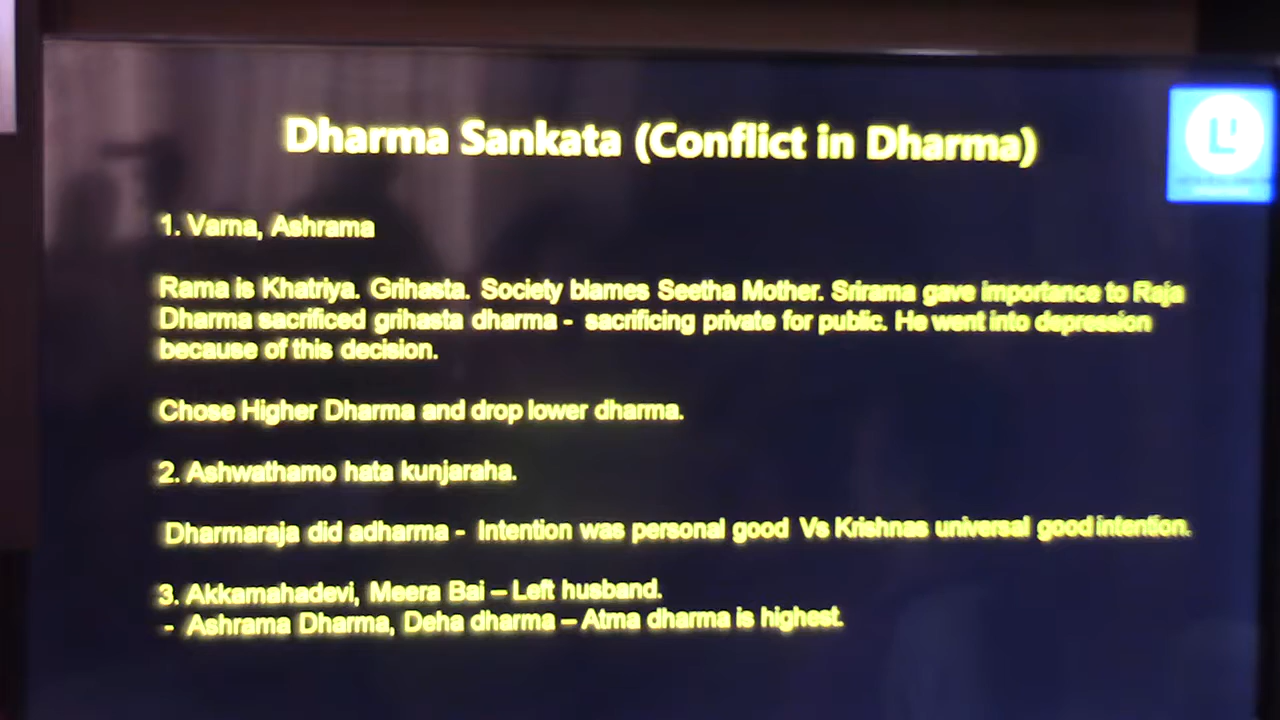 Dharma Sankata (Conflict in Dharma)
1. Varna, Ashrama
Rama is Khatriya. Grihasta. Society blames Seetha Mother. Srirama gave importance to Raja
Dharma sacrificed grihasta dharma - sacrificing private for public. He went into depression
because of this decision.
Chose Higher Dharma and drop lower dharma.
2. Ashwathamo hata kunjaraha.
Dharmaraja did adharma - Intention was personal good Vs Krishnas universal good intention.
3. Akkamahadevi, Meera Bai – Left husband.
- Ashrama Dharma, Deha dharma – Atma dharma is highest.